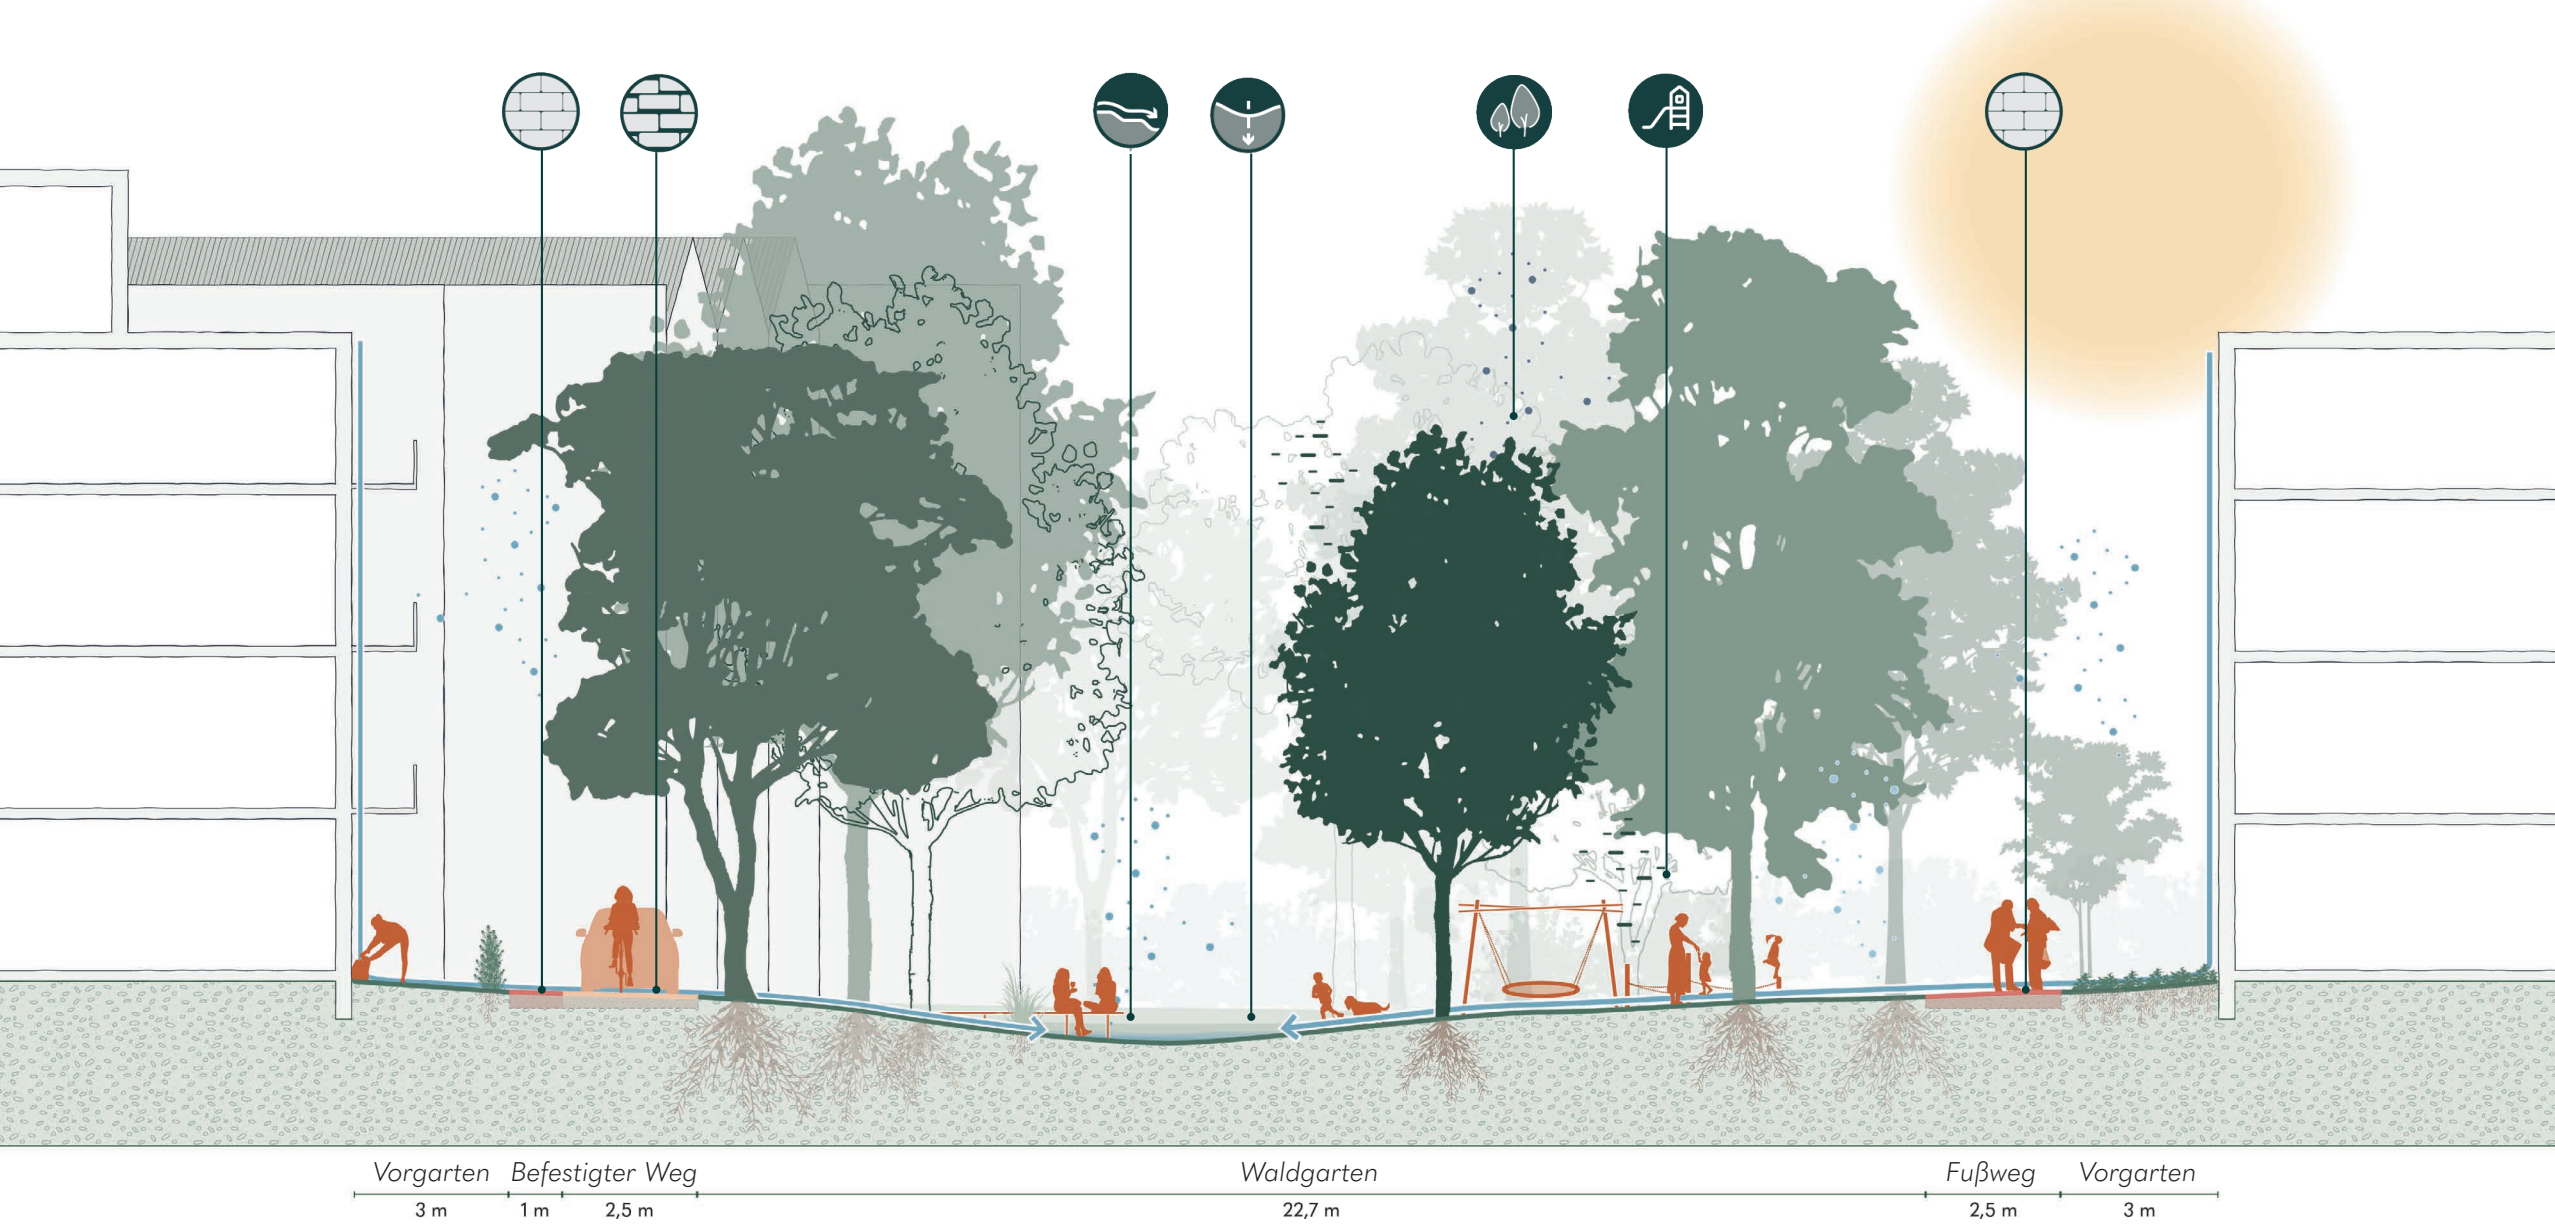 Vorgarten Befestigter Weg Waldgarten Fußweg Vorgarten
3 m 1 m 2,5 m 22,7 m 2,5 m 3 m